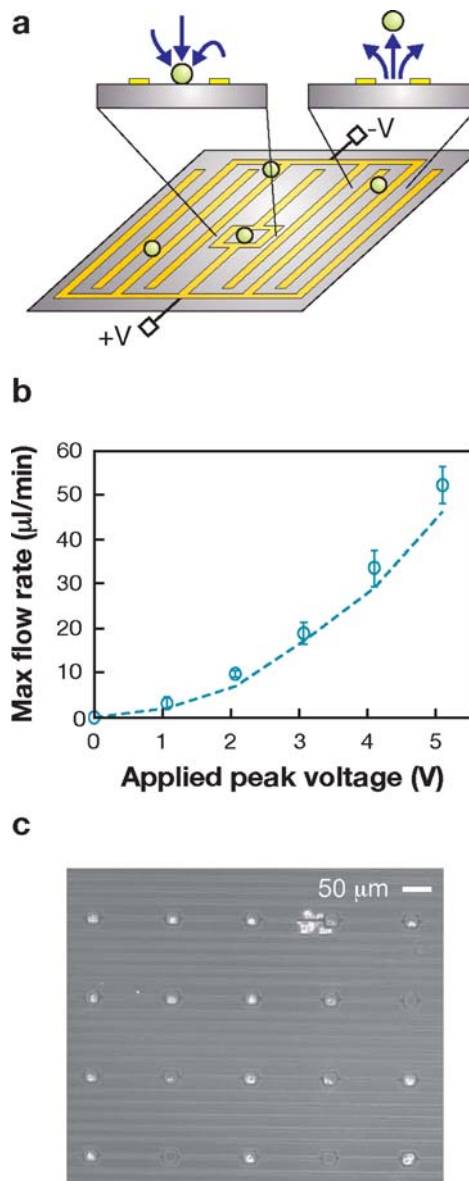 a
-V
+V
b
Max flow rate (μl/min)
60
50
40
30
20
10
0
0 1 2 3 4 5
Applied peak voltage (V)
c
50 μm